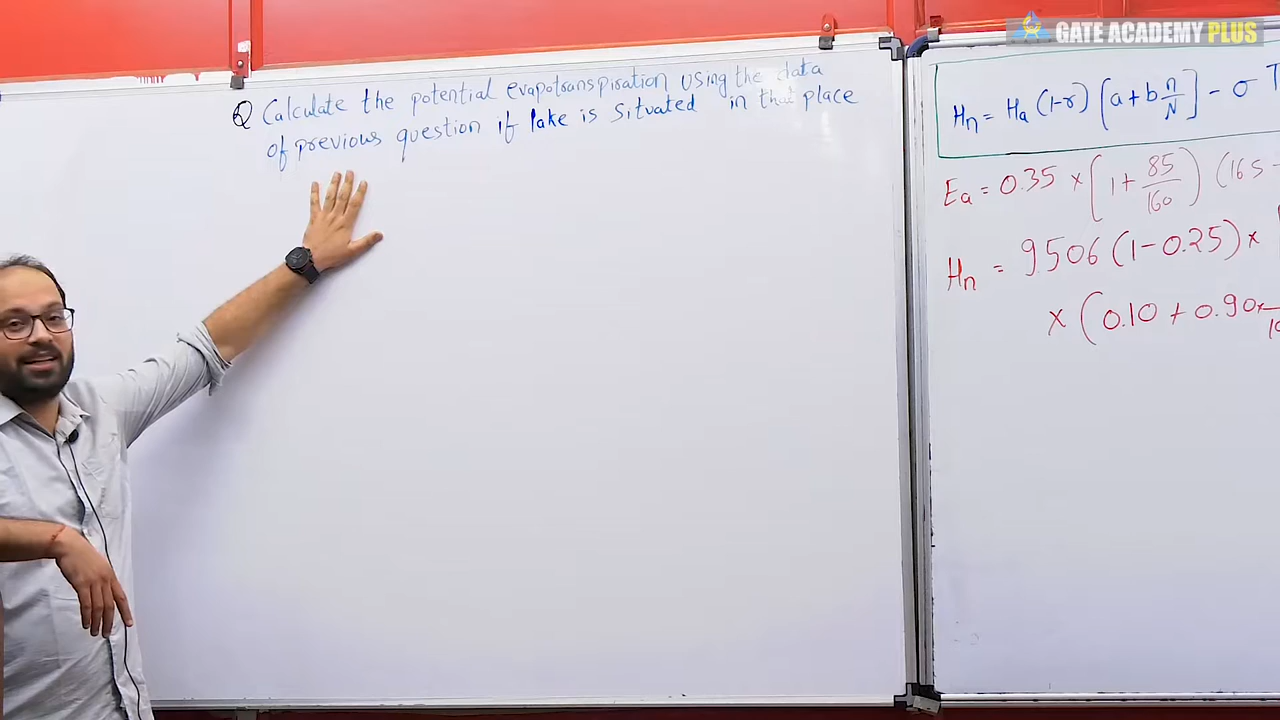 GATE ACADEMY PLUS
Q Calculate the potential evapotranspiration using the data
of previous question if lake is situated in that place
Hn = Ha (1-r) [a + b n/N] - σ T
Ea = 0.35 × (1 + 85/160) (16.5 -
Hn = 9.506 (1 - 0.25) ×
× (0.10 + 0.90×